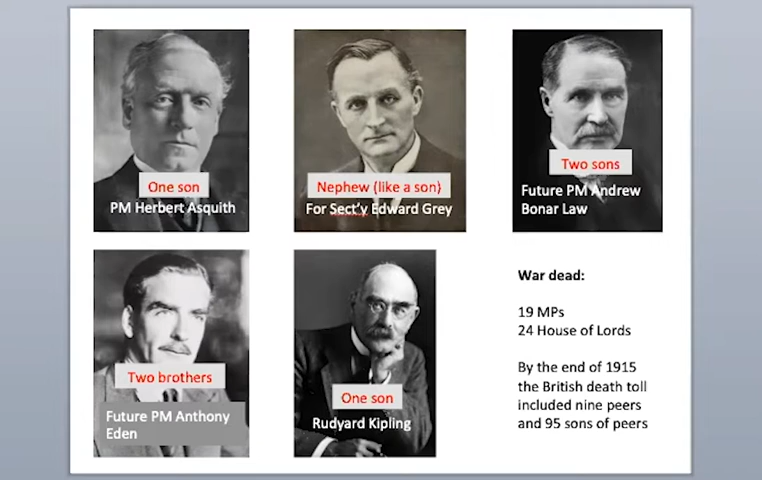 One son
PM Herbert Asquith
Nephew (like a son)
For Sect'y Edward Grey
Two sons
Future PM Andrew
Bonar Law
Two brothers
Future PM Anthony
Eden
One son
Rudyard Kipling
War dead:
19 MPs
24 House of Lords
By the end of 1915
the British death toll
included nine peers
and 95 sons of peers